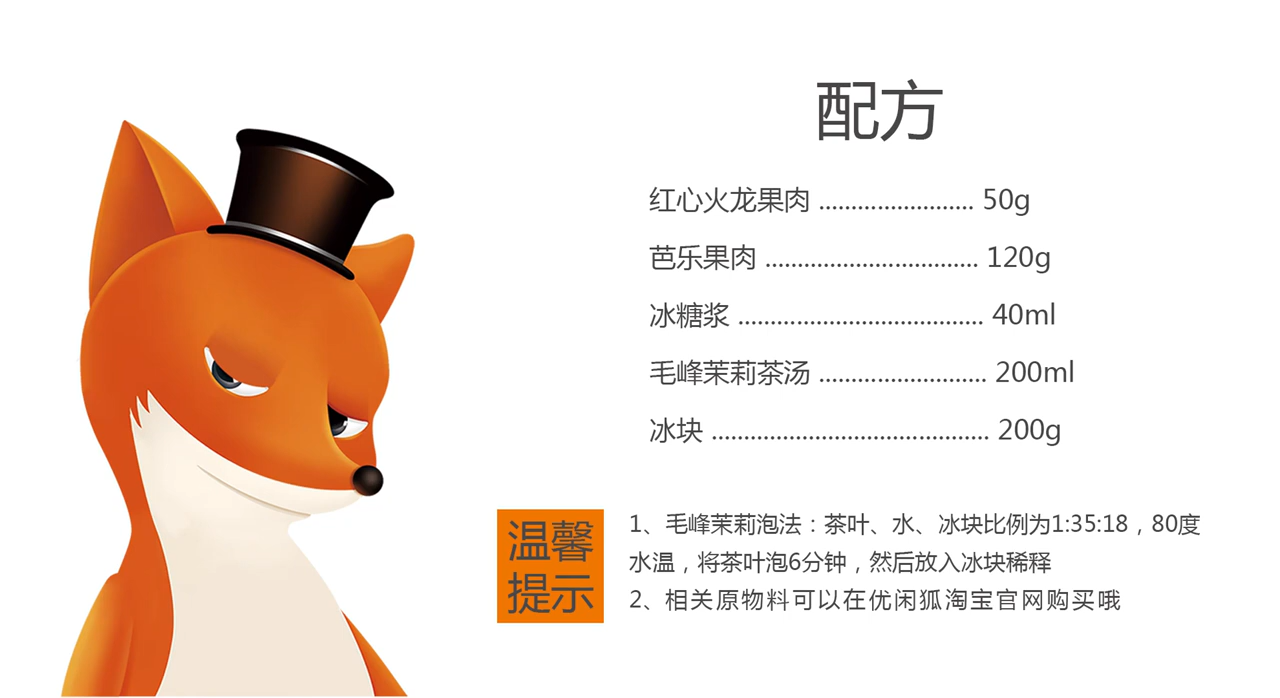 配方
红心火龙果肉 ........................ 50g
芭乐果肉 ................................. 120g
冰糖浆 ...................................... 40ml
毛峰茉莉茶汤 .......................... 200ml
冰块 ........................................... 200g
温馨
提示
1、毛峰茉莉泡法：茶叶、水、冰块比例为1:35:18，80度
水温，将茶叶泡6分钟，然后放入冰块稀释
2、相关原物料可以在优闲狐淘宝官网购买哦